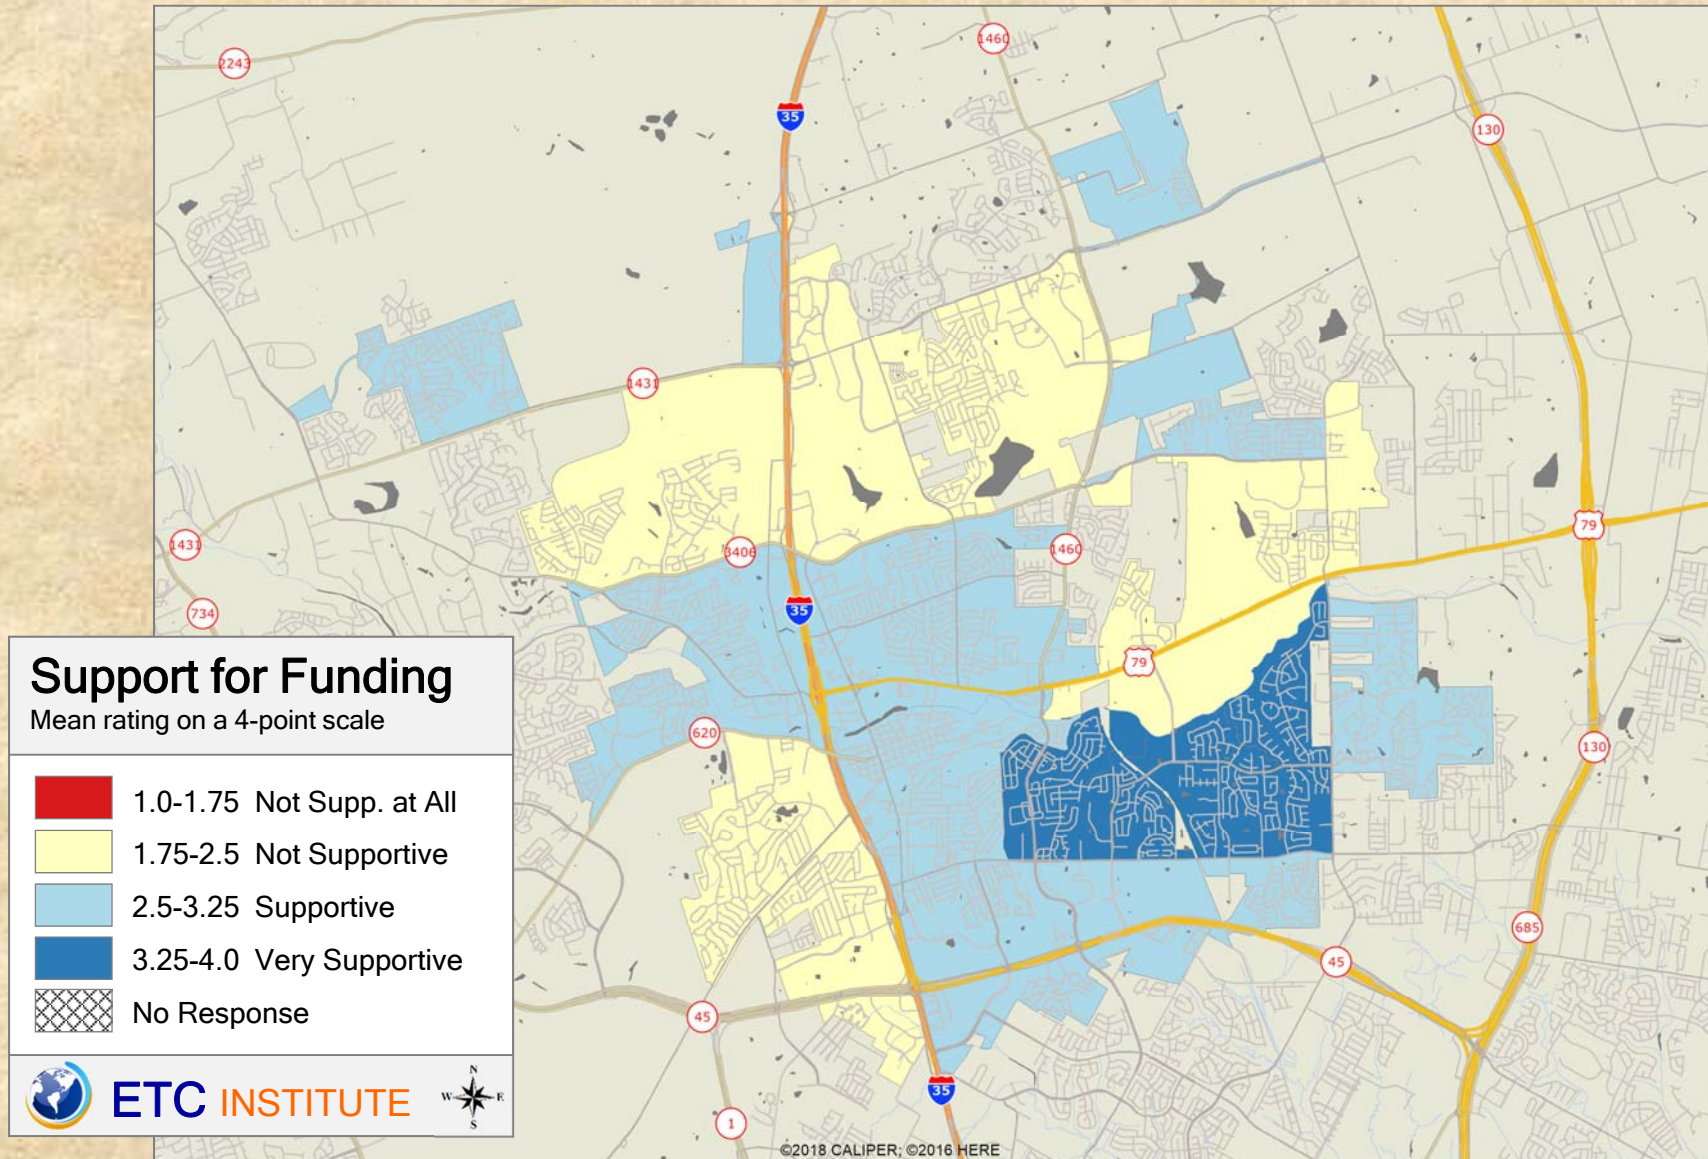 2243
1460
35
130
1431
1431
3406
1460
79
35
734
79
Support for Funding
Mean rating on a 4-point scale
620
130
1.0-1.75 Not Supp. at All
1.75-2.5 Not Supportive
2.5-3.25 Supportive
3.25-4.0 Very Supportive
No Response
685
45
45
35
1
N
W E
S
ETC INSTITUTE
©2018 CALIPER; ©2016 HERE